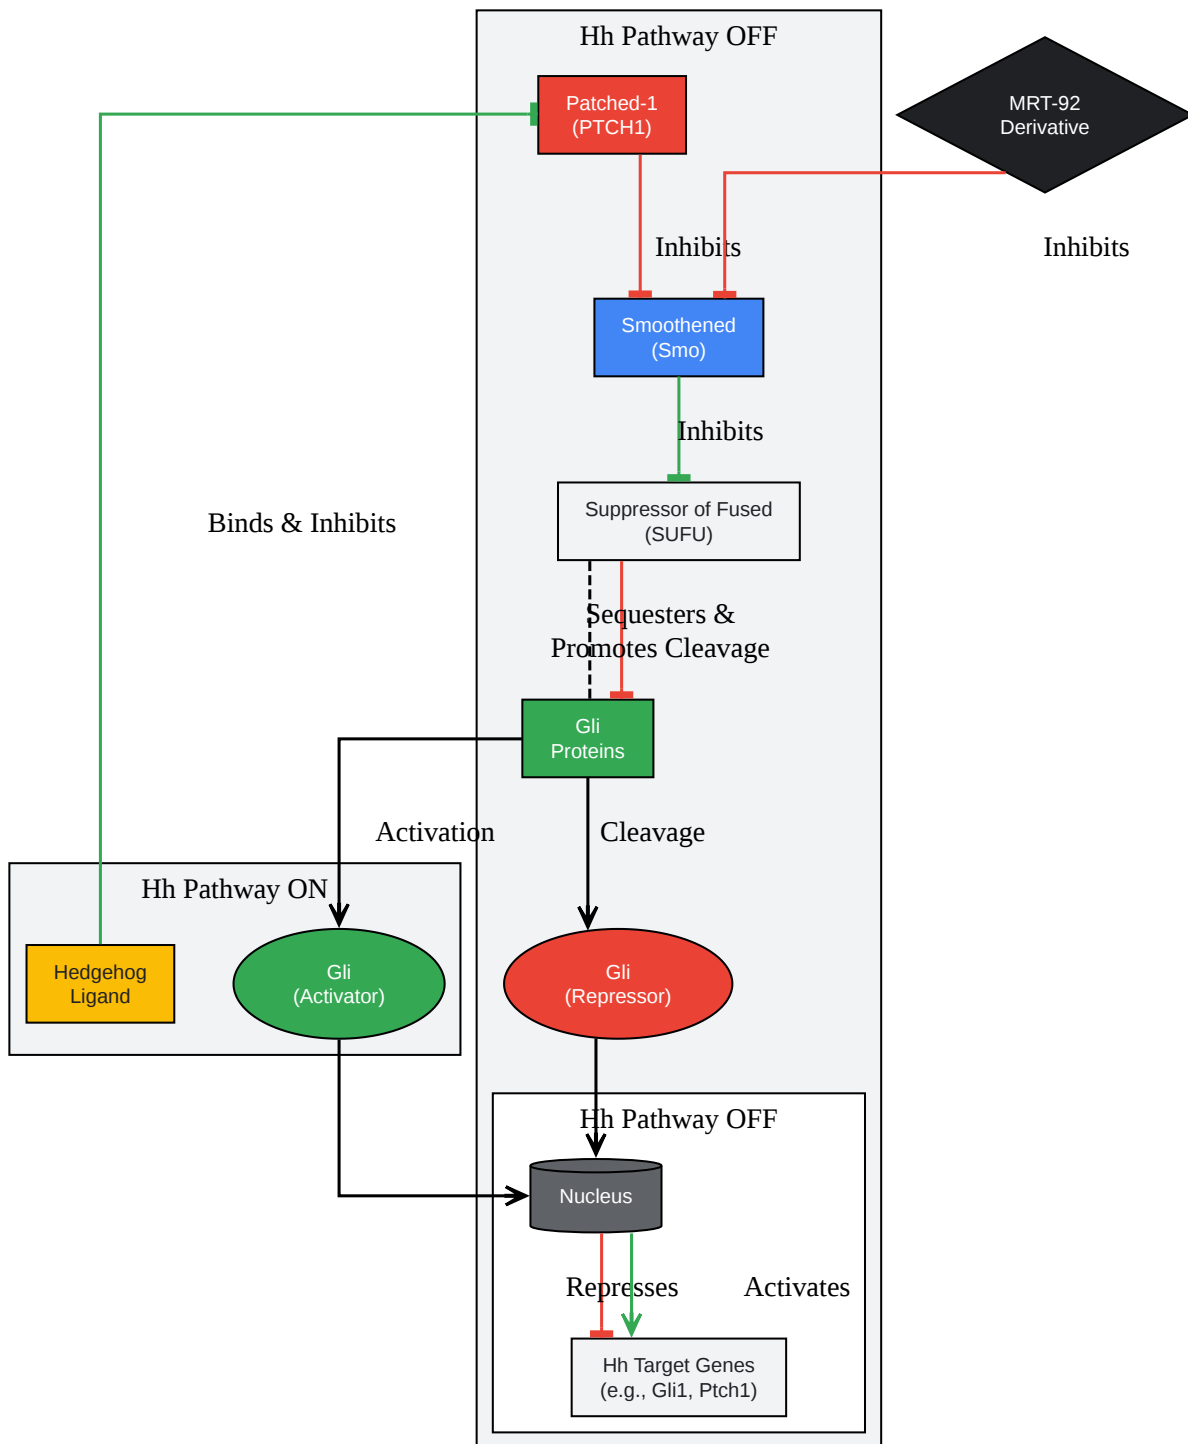 Hh Pathway OFF
Patched-1
(PTCH1)
MRT-92
Derivative
Inhibits
Inhibits
Smoothened
(Smo)
Inhibits
Suppressor of Fused
(SUFU)
Binds & Inhibits
Sequesters &
Promotes Cleavage
Gli
Proteins
Activation
Cleavage
Hh Pathway ON
Hedgehog
Ligand
Gli
(Activator)
Gli
(Repressor)
Hh Pathway OFF
Nucleus
Represses
Activates
Hh Target Genes
(e.g., Gli1, Ptch1)